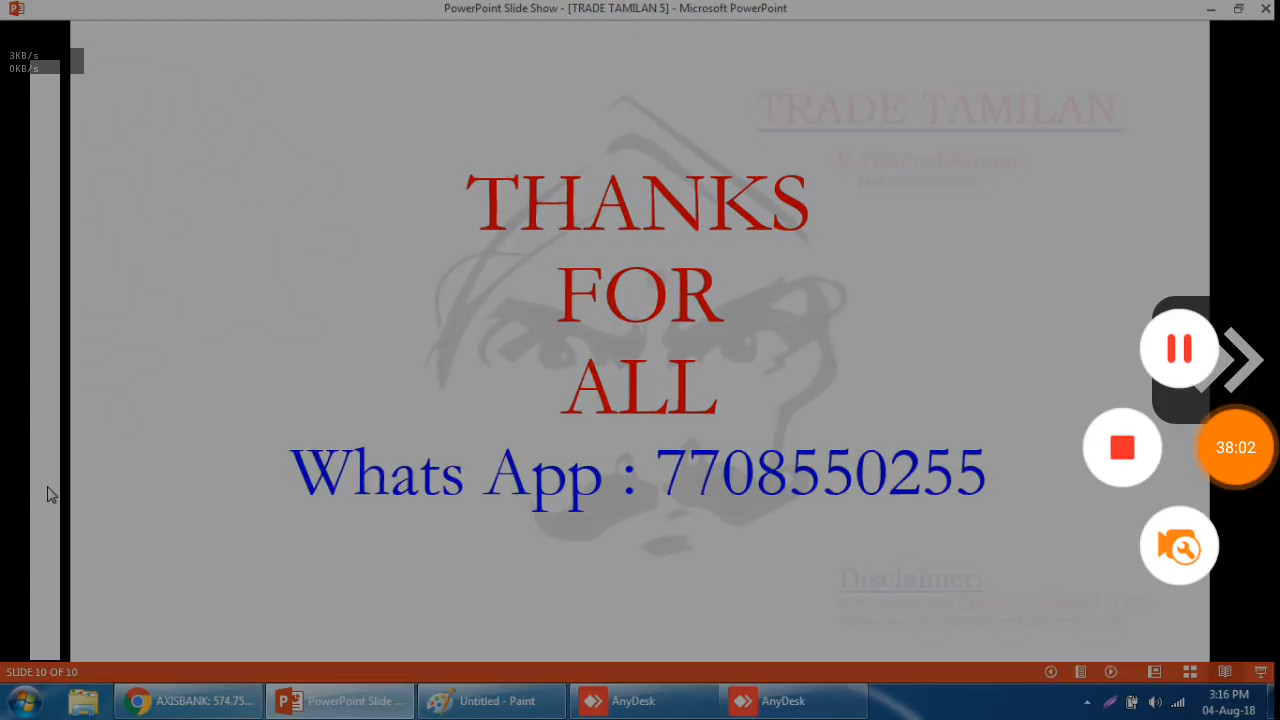 PowerPoint Slide Show - [TRADE TAMILAN 5] - Microsoft PowerPoint
3KB/s
0KB/s
TRADE TAMILAN
THANKS
FOR
ALL
Whats App : 7708550255
38:02
Disclaimer:
SLIDE 10 OF 10
AXISBANK: 574.75...
PowerPoint Slide ...
Untitled - Paint
AnyDesk
AnyDesk
3:16 PM
04-Aug-18